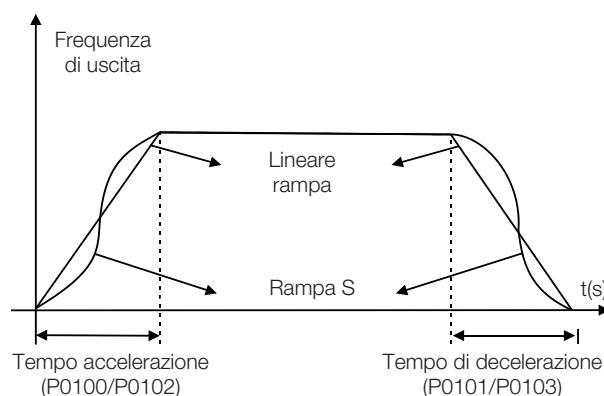 Frequenza
di uscita
Lineare
rampa
Rampa S
t(s)
Tempo accelerazione
(P0100/P0102)
Tempo di decelerazione
(P0101/P0103)